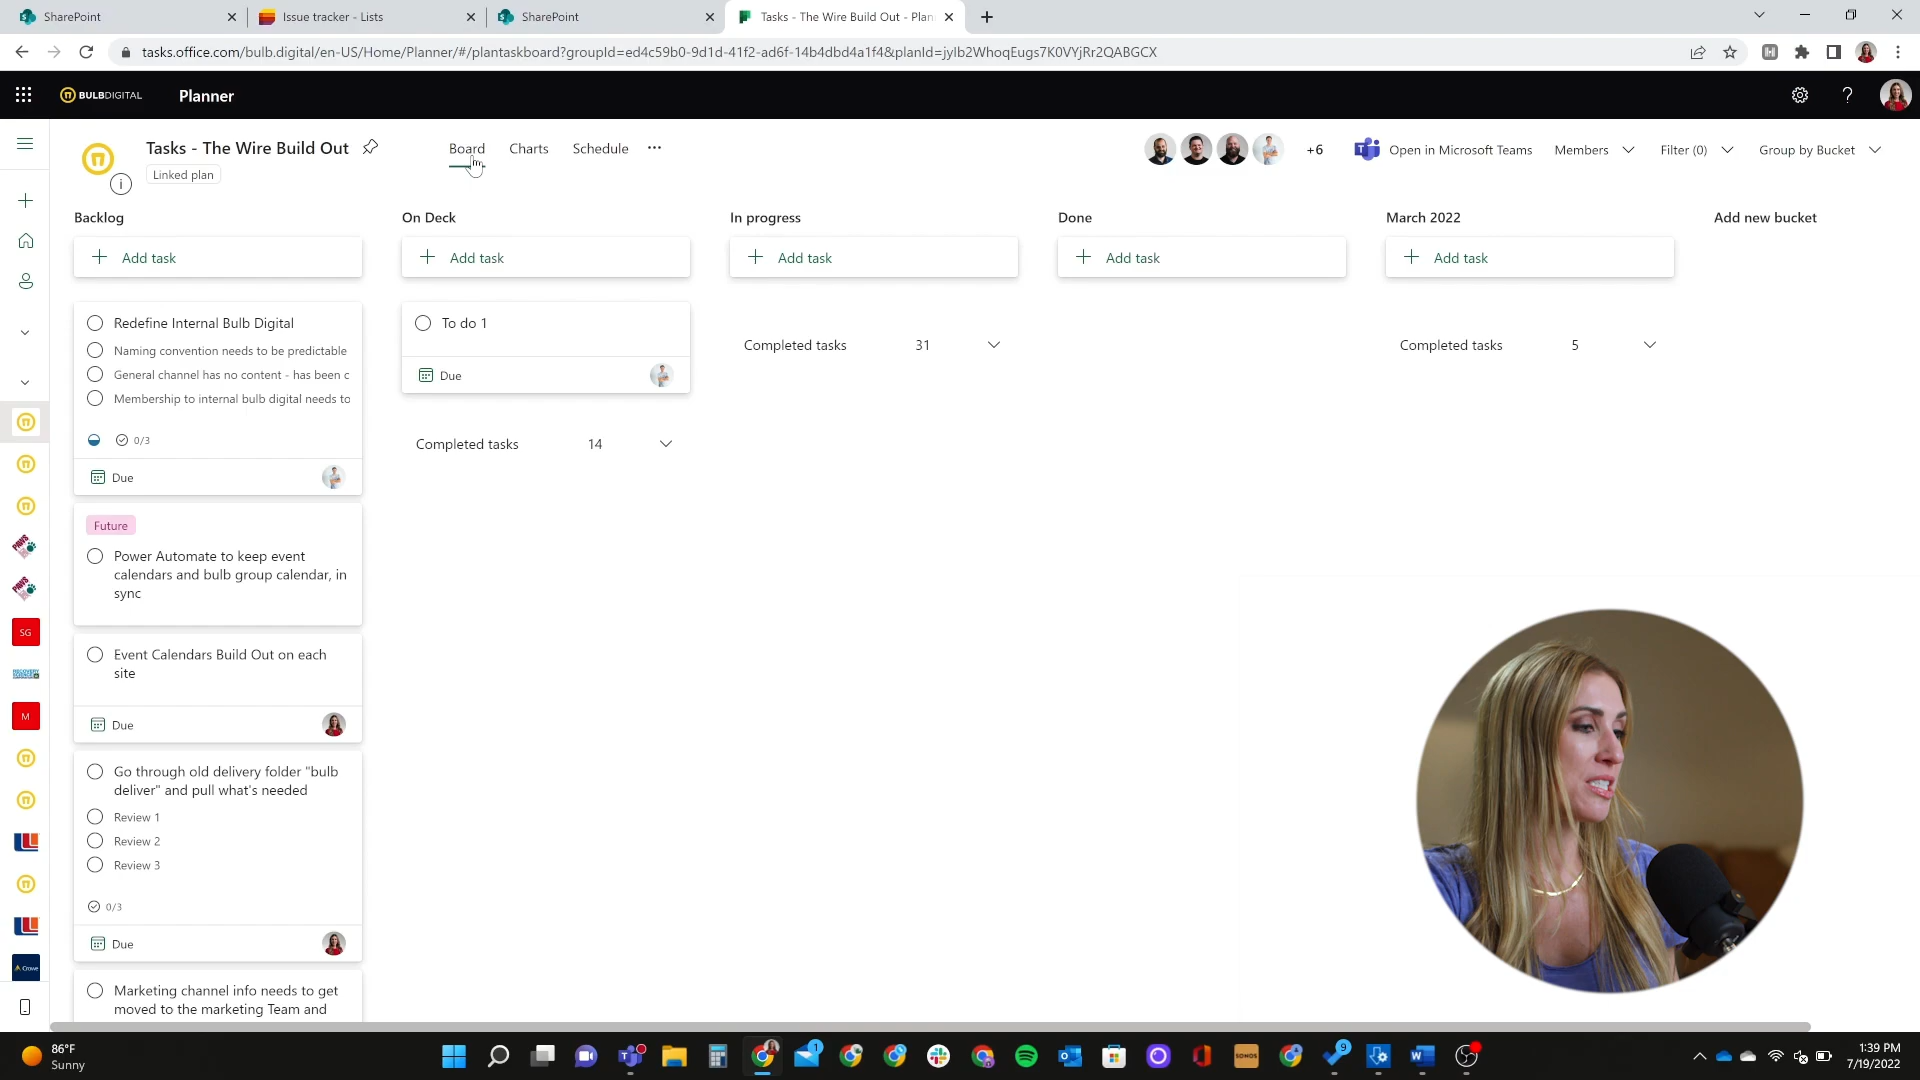 SharePoint
Issue tracker - Lists
SharePoint
Tasks - The Wire Build Out - Plan
tasks.office.com/bulb.digital/en-US/Home/Planner/#/plantaskboard?groupId=ed4c59b0-9d1d-41f2-ad6f-14b4dbd4a1f4&planId=jyIb2WhoqEugs7K0VYjRr2QABGCX
BULBDIGITAL
Planner
Tasks - The Wire Build Out
Linked plan
Board
Charts
Schedule
+6
Open in Microsoft Teams
Members
Filter (0)
Group by Bucket
Backlog
On Deck
In progress
Done
March 2022
Add new bucket
Add task
Add task
Add task
Add task
Add task
Redefine Internal Bulb Digital
Naming convention needs to be predictable
General channel has no content - has been c
Membership to internal bulb digital needs to
0/3
Due
Future
Power Automate to keep event
calendars and bulb group calendar, in
sync
Event Calendars Build Out on each
site
Due
Go through old delivery folder "bulb
deliver" and pull what's needed
Review 1
Review 2
Review 3
0/3
Due
Marketing channel info needs to get
moved to the marketing Team and
To do 1
Due
Completed tasks 14
Completed tasks 31
Completed tasks 5
SG
M
Crowe
86°F
Sunny
1
9
SONOS
1:39 PM
7/19/2022